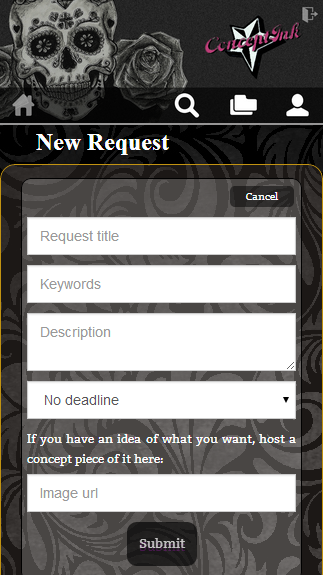 ConceptInk
New Request
Cancel
Request title
Keywords
Description
No deadline
If you have an idea of what you want, host a
concept piece of it here:
Image url
Submit